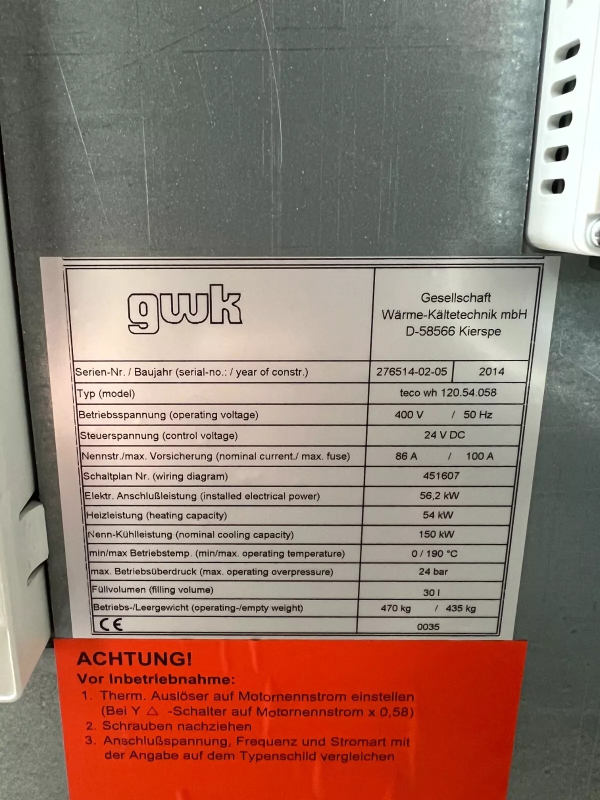 gwk
Gesellschaft
Wärme-Kältetechnik mbH
D-58566 Kierspe
Serien-Nr. / Baujahr (serial-no.: / year of constr.) 276514-02-05 2014
Typ (model) teco wh 120.54.058
Betriebsspannung (operating voltage) 400 V / 50 Hz
Steuerspannung (control voltage) 24 V DC
Nennstr./max. Vorsicherung (nominal current./ max. fuse) 86 A / 100 A
Schaltplan Nr. (wiring diagram) 451607
Elektr. Anschlußleistung (installed electrical power) 56,2 kW
Heizleistung (heating capacity) 54 kW
Nenn-Kühlleistung (nominal cooling capacity) 150 kW
min/max Betriebstemp. (min/max. operating temperature) 0 / 190 °C
max. Betriebsüberdruck (max. operating overpressure) 24 bar
Füllvolumen (filling volume) 30 l
Betriebs-/Leergewicht (operating-/empty weight) 470 kg / 435 kg
CE 0035
ACHTUNG!
Vor Inbetriebnahme:
1. Therm. Auslöser auf Motornennstrom einstellen
(Bei Y △ -Schalter auf Motornennstrom x 0,58)
2. Schrauben nachziehen
3. Anschlußspannung, Frequenz und Stromart mit
der Angabe auf dem Typenschild vergleichen